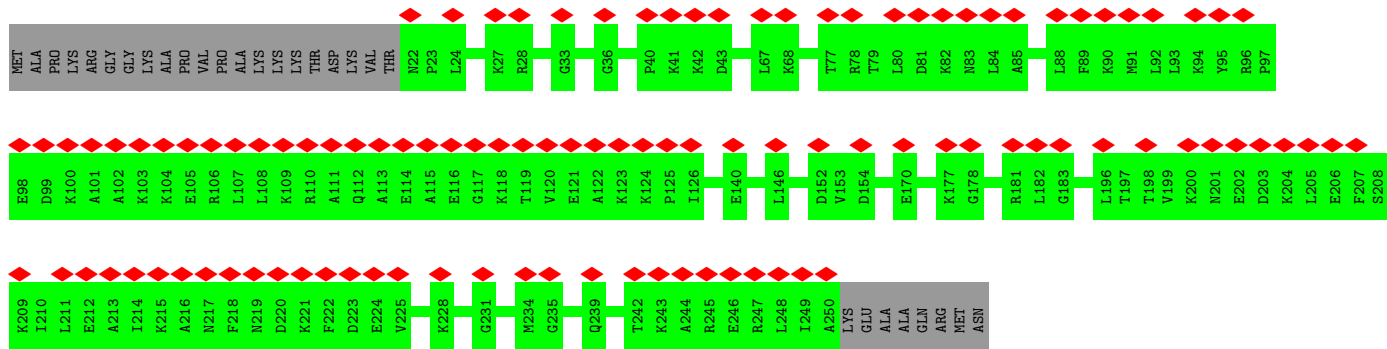 MET ALA PRO LYS ARG GLY GLY LYS ALA PRO VAL PRO ALA LYS LYS LYS THR ASP LYS VAL THR N22 P23 L24 K27 R28 G33 G36 P40 K41 K42 D43 L67 K68 T77 R78 T79 L80 D81 K82 N83 L84 A85 L88 F89 K90 M91 L92 L93 K94 Y95 R96 P97
E98 D99 K100 A101 A102 K103 K104 E105 R106 L107 L108 K109 R110 A111 Q112 A113 E114 A115 E116 G117 K118 T119 V120 E121 A122 K123 K124 P125 I126 E140 L146 D152 V153 D154 E170 K177 G178 R181 L182 G183 L196 T197 T198 V199 K200 N201 E202 D203 K204 L205 E206 F207 S208
K209 I210 L211 E212 A213 I214 K215 A216 N217 F218 N219 D220 K221 F222 D223 E224 V225 K228 G231 M234 G235 Q239 T242 K243 A244 R245 E246 R247 L248 I249 A250 LYS GLU ALA ALA GLN ARG MET ASN